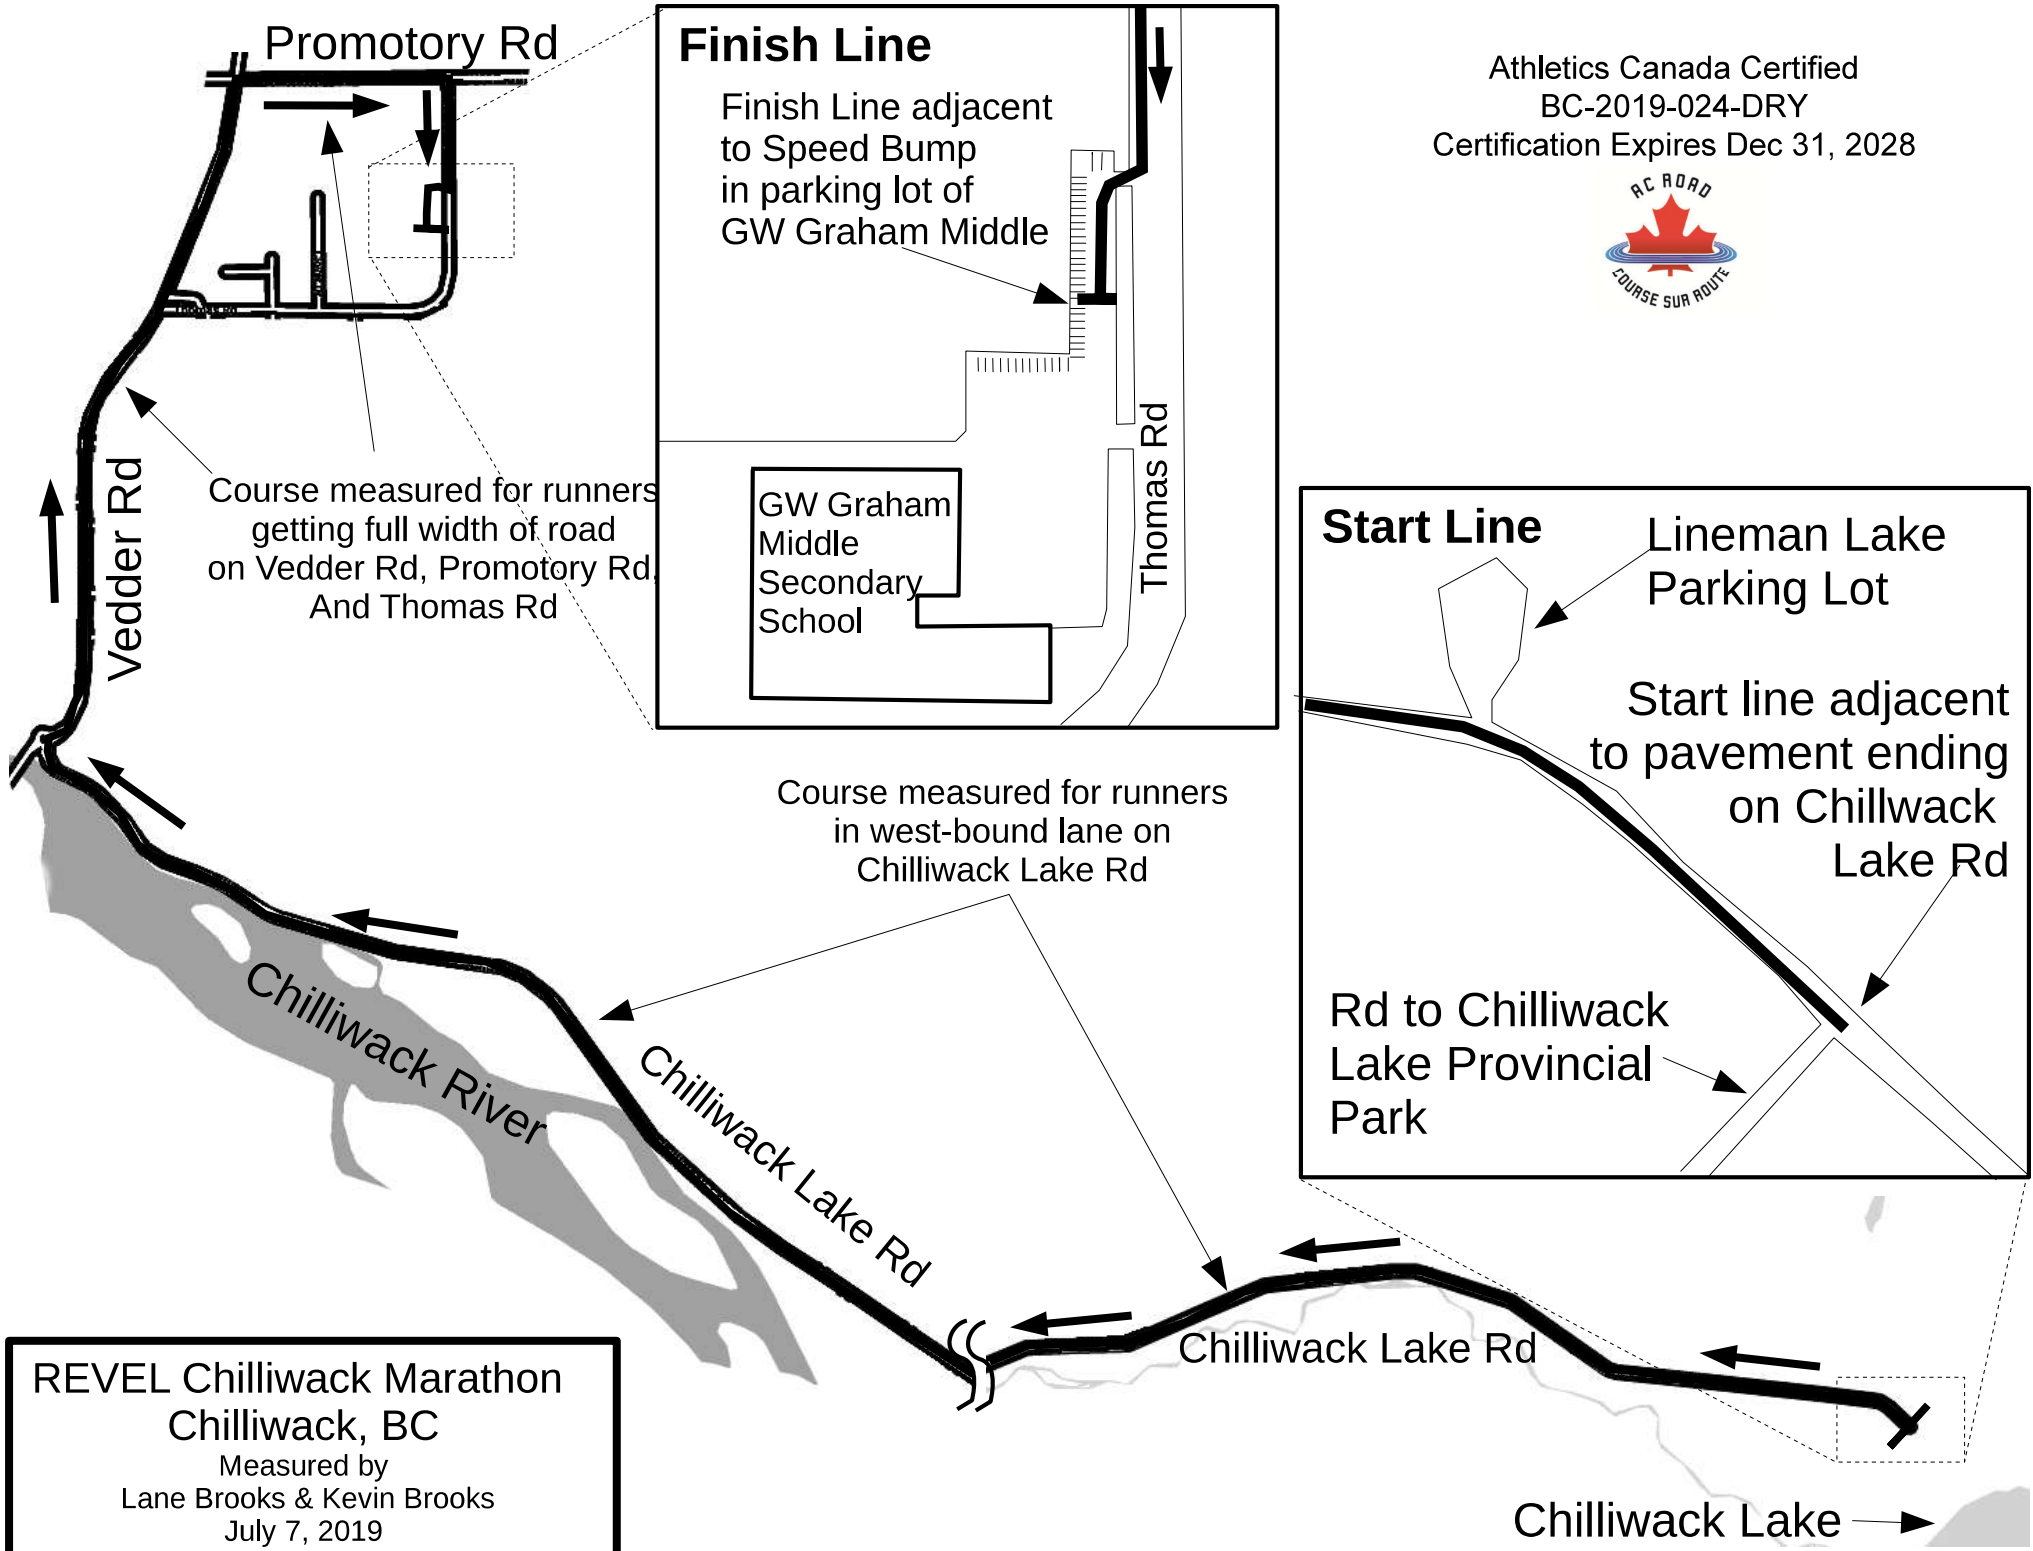 Promotory Rd
Finish Line
Finish Line adjacent
to Speed Bump
in parking lot of
GW Graham Middle
Athletics Canada Certified
BC-2019-024-DRY
Certification Expires Dec 31, 2028
AC ROAD
COURSE SUR ROUTE
Thomas Rd
Vedder Rd
Course measured for runners
getting full width of road
on Vedder Rd, Promotory Rd,
And Thomas Rd
GW Graham
Middle
Secondary
School
Thomas Rd
Start Line
Lineman Lake
Parking Lot
Start line adjacent
to pavement ending
on Chillwack
Lake Rd
Rd to Chilliwack
Lake Provincial
Park
Course measured for runners
in west-bound lane on
Chilliwack Lake Rd
Chilliwack River
Chilliwack Lake Rd
Chilliwack Lake Rd
Chilliwack Lake
REVEL Chilliwack Marathon
Chilliwack, BC
Measured by
Lane Brooks & Kevin Brooks
July 7, 2019